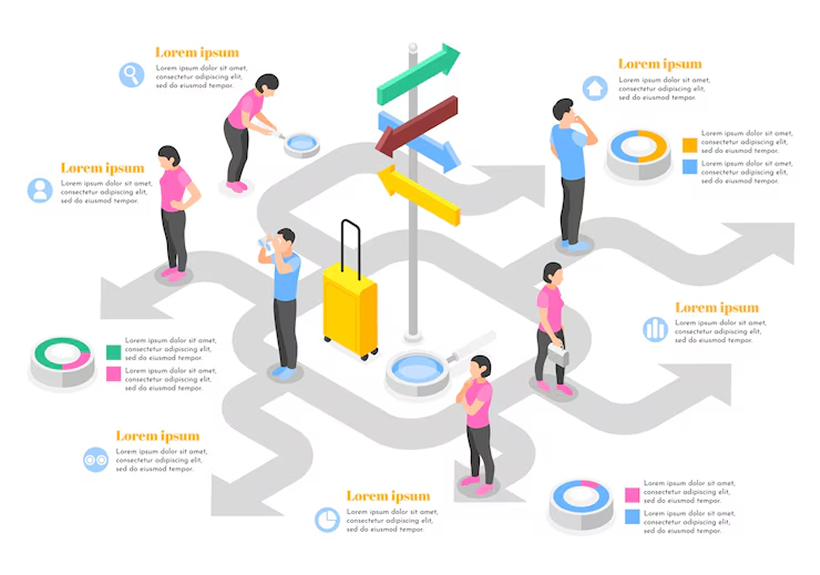 Lorem ipsum
Lorem ipsum dolor sit amet,
consectetur adipiscing elit,
sed do eiusmod tempor.
Lorem ipsum
Lorem ipsum dolor sit amet,
consectetur adipiscing elit,
sed do eiusmod tempor.
Lorem ipsum dolor sit amet,
consectetur adipiscing elit,
sed do eiusmod tempor.
Lorem ipsum dolor sit amet,
consectetur adipiscing elit,
sed do eiusmod tempor.
Lorem ipsum
Lorem ipsum dolor sit amet,
consectetur adipiscing elit,
sed do eiusmod tempor.
Lorem ipsum
Lorem ipsum dolor sit amet,
consectetur adipiscing elit,
sed do eiusmod tempor.
Lorem ipsum dolor sit amet,
consectetur adipiscing elit,
sed do eiusmod tempor.
Lorem ipsum dolor sit amet,
consectetur adipiscing elit,
sed do eiusmod tempor.
Lorem ipsum
Lorem ipsum dolor sit amet,
consectetur adipiscing elit,
sed do eiusmod tempor.
Lorem ipsum
Lorem ipsum dolor sit amet,
consectetur adipiscing elit,
sed do eiusmod tempor.
Lorem ipsum dolor sit amet,
consectetur adipiscing elit,
sed do eiusmod tempor.
Lorem ipsum dolor sit amet,
consectetur adipiscing elit,
sed do eiusmod tempor.